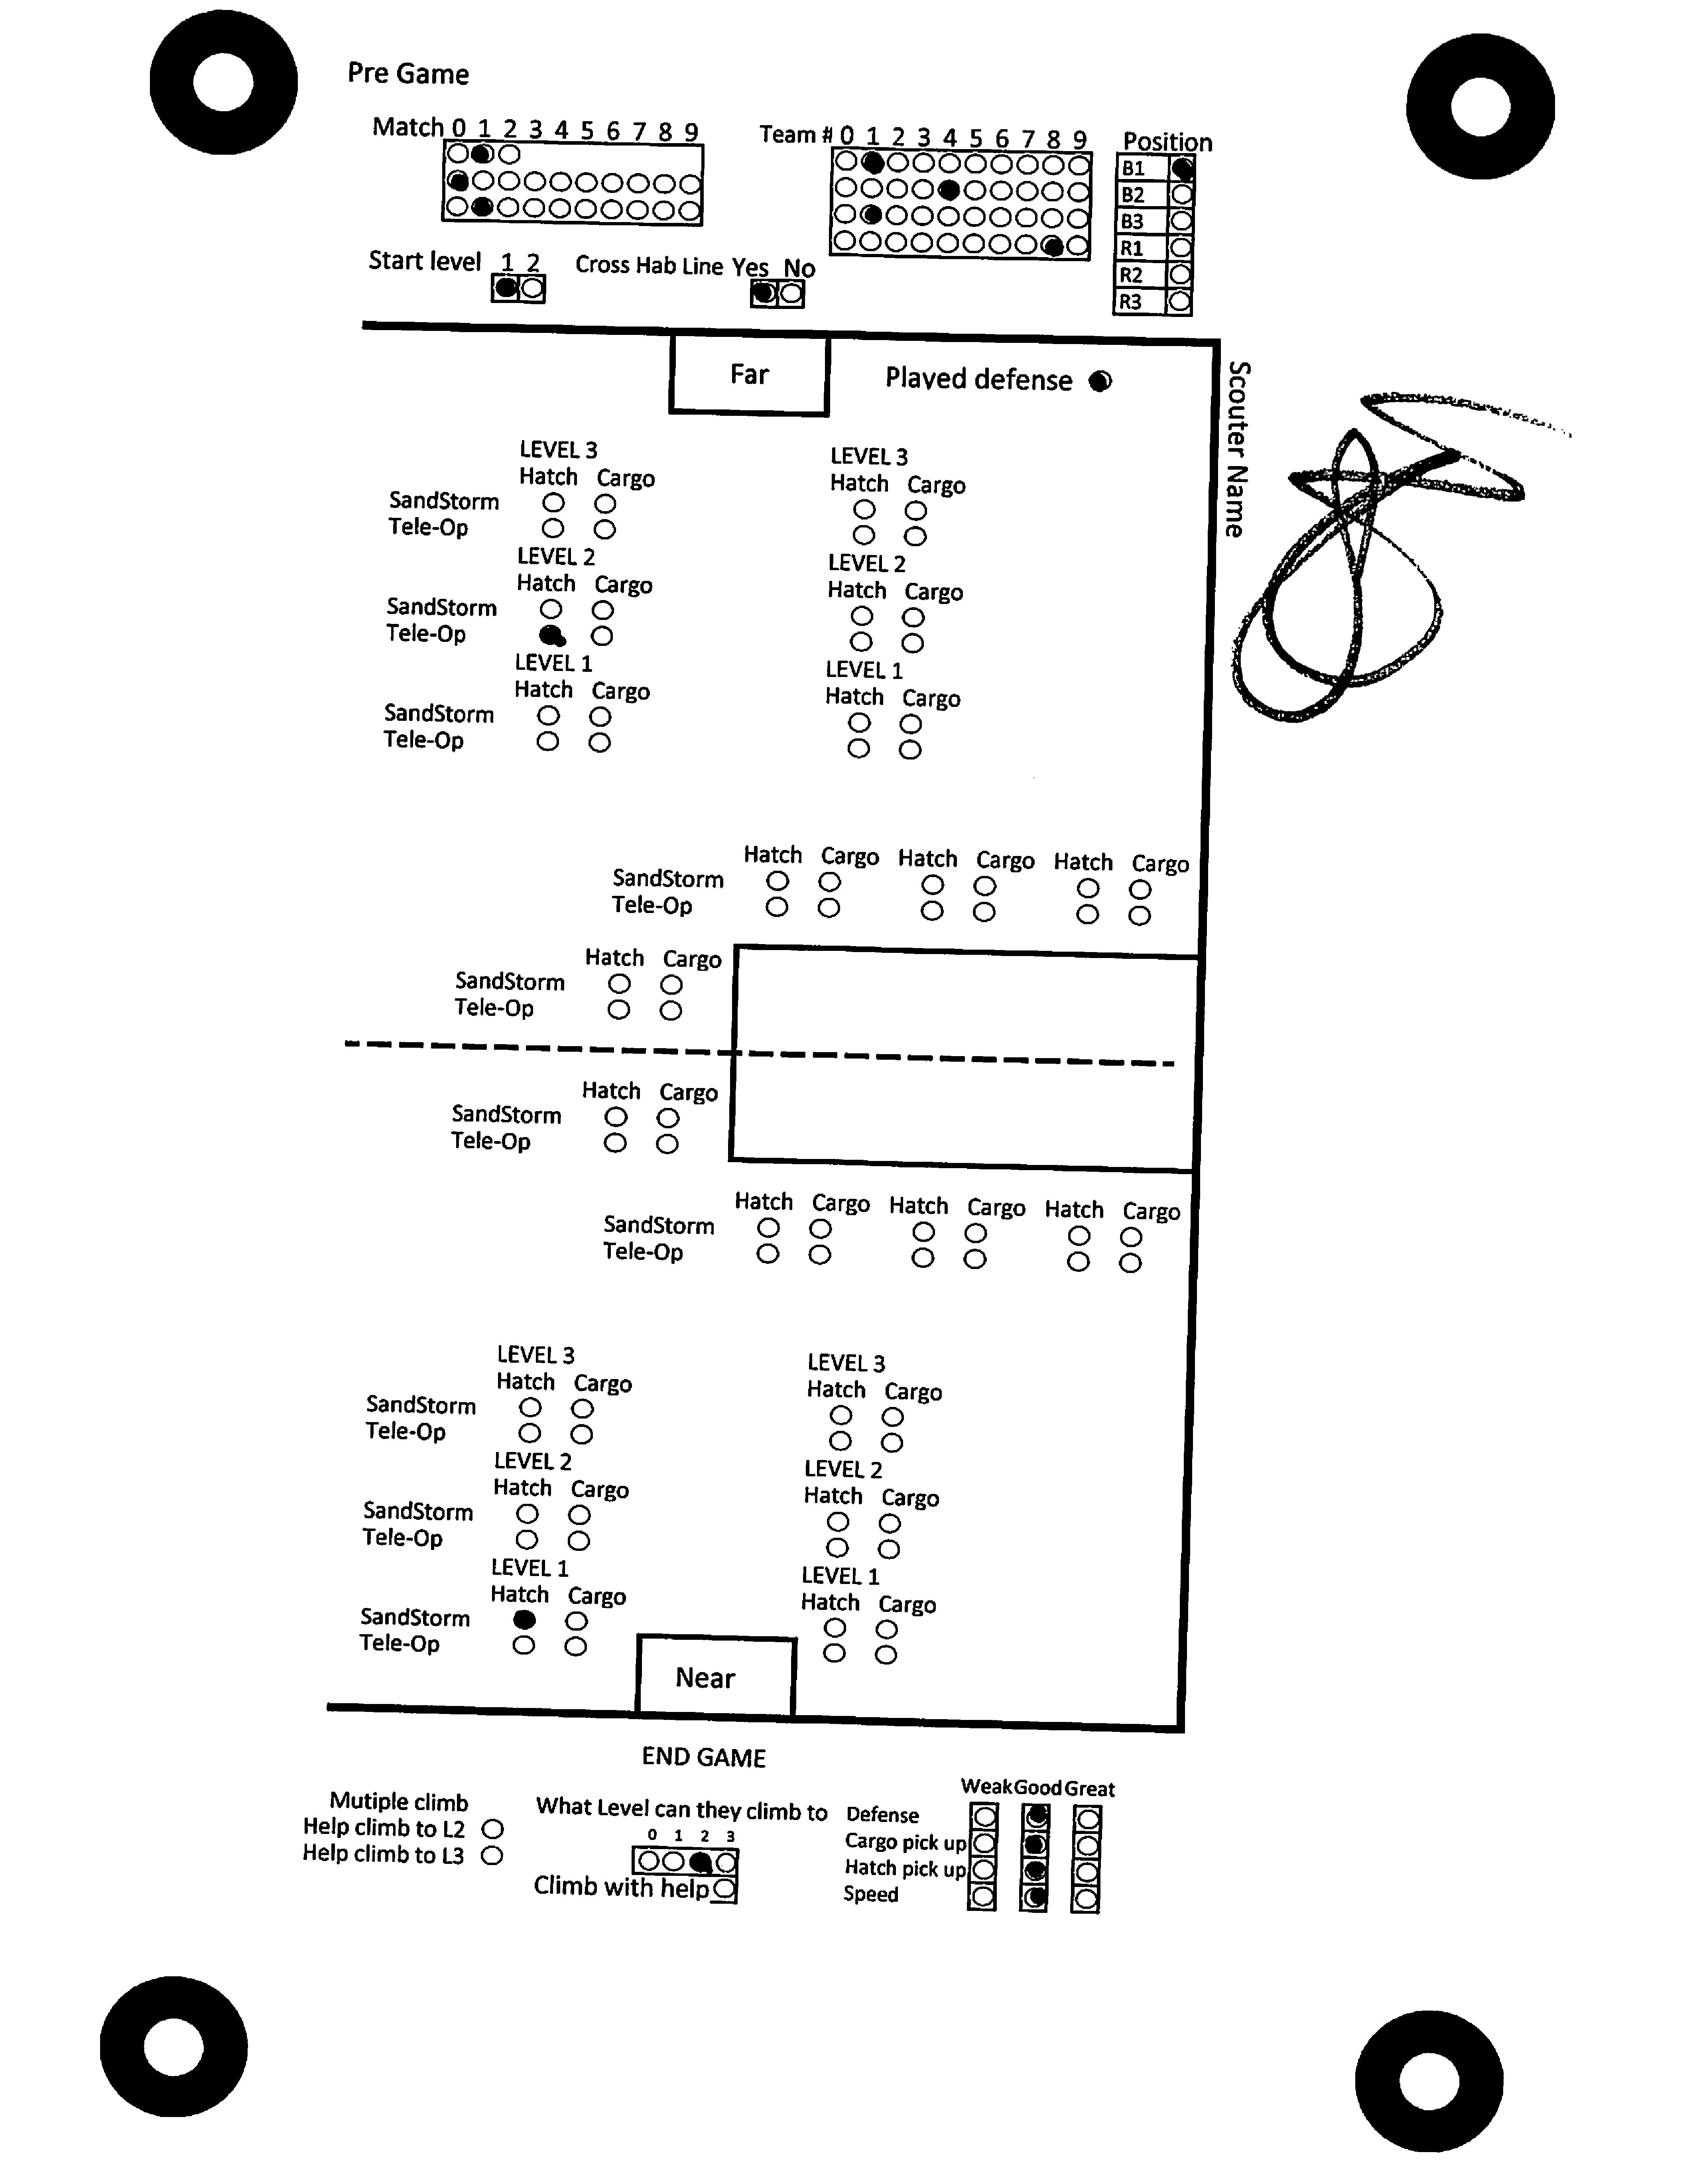 Pre Game
Match 0 1 2 3 4 5 6 7 8 9
Team # 0 1 2 3 4 5 6 7 8 9
Position
B1
B2
B3
R1
R2
R3
Start level 1 2
Cross Hab Line Yes No
Far
Played defense
Scouter Name
LEVEL 3
Hatch Cargo
SandStorm
Tele-Op
LEVEL 2
Hatch Cargo
SandStorm
Tele-Op
LEVEL 1
Hatch Cargo
SandStorm
Tele-Op
LEVEL 3
Hatch Cargo
LEVEL 2
Hatch Cargo
LEVEL 1
Hatch Cargo
Hatch Cargo Hatch Cargo Hatch Cargo
SandStorm
Tele-Op
Hatch Cargo
SandStorm
Tele-Op
Hatch Cargo
SandStorm
Tele-Op
Hatch Cargo Hatch Cargo Hatch Cargo
SandStorm
Tele-Op
LEVEL 3
Hatch Cargo
SandStorm
Tele-Op
LEVEL 2
Hatch Cargo
SandStorm
Tele-Op
LEVEL 1
Hatch Cargo
SandStorm
Tele-Op
LEVEL 3
Hatch Cargo
LEVEL 2
Hatch Cargo
LEVEL 1
Hatch Cargo
Near
END GAME
Mutiple climb
Help climb to L2
Help climb to L3
What Level can they climb to
0 1 2 3
Climb with help
Weak Good Great
Defense
Cargo pick up
Hatch pick up
Speed